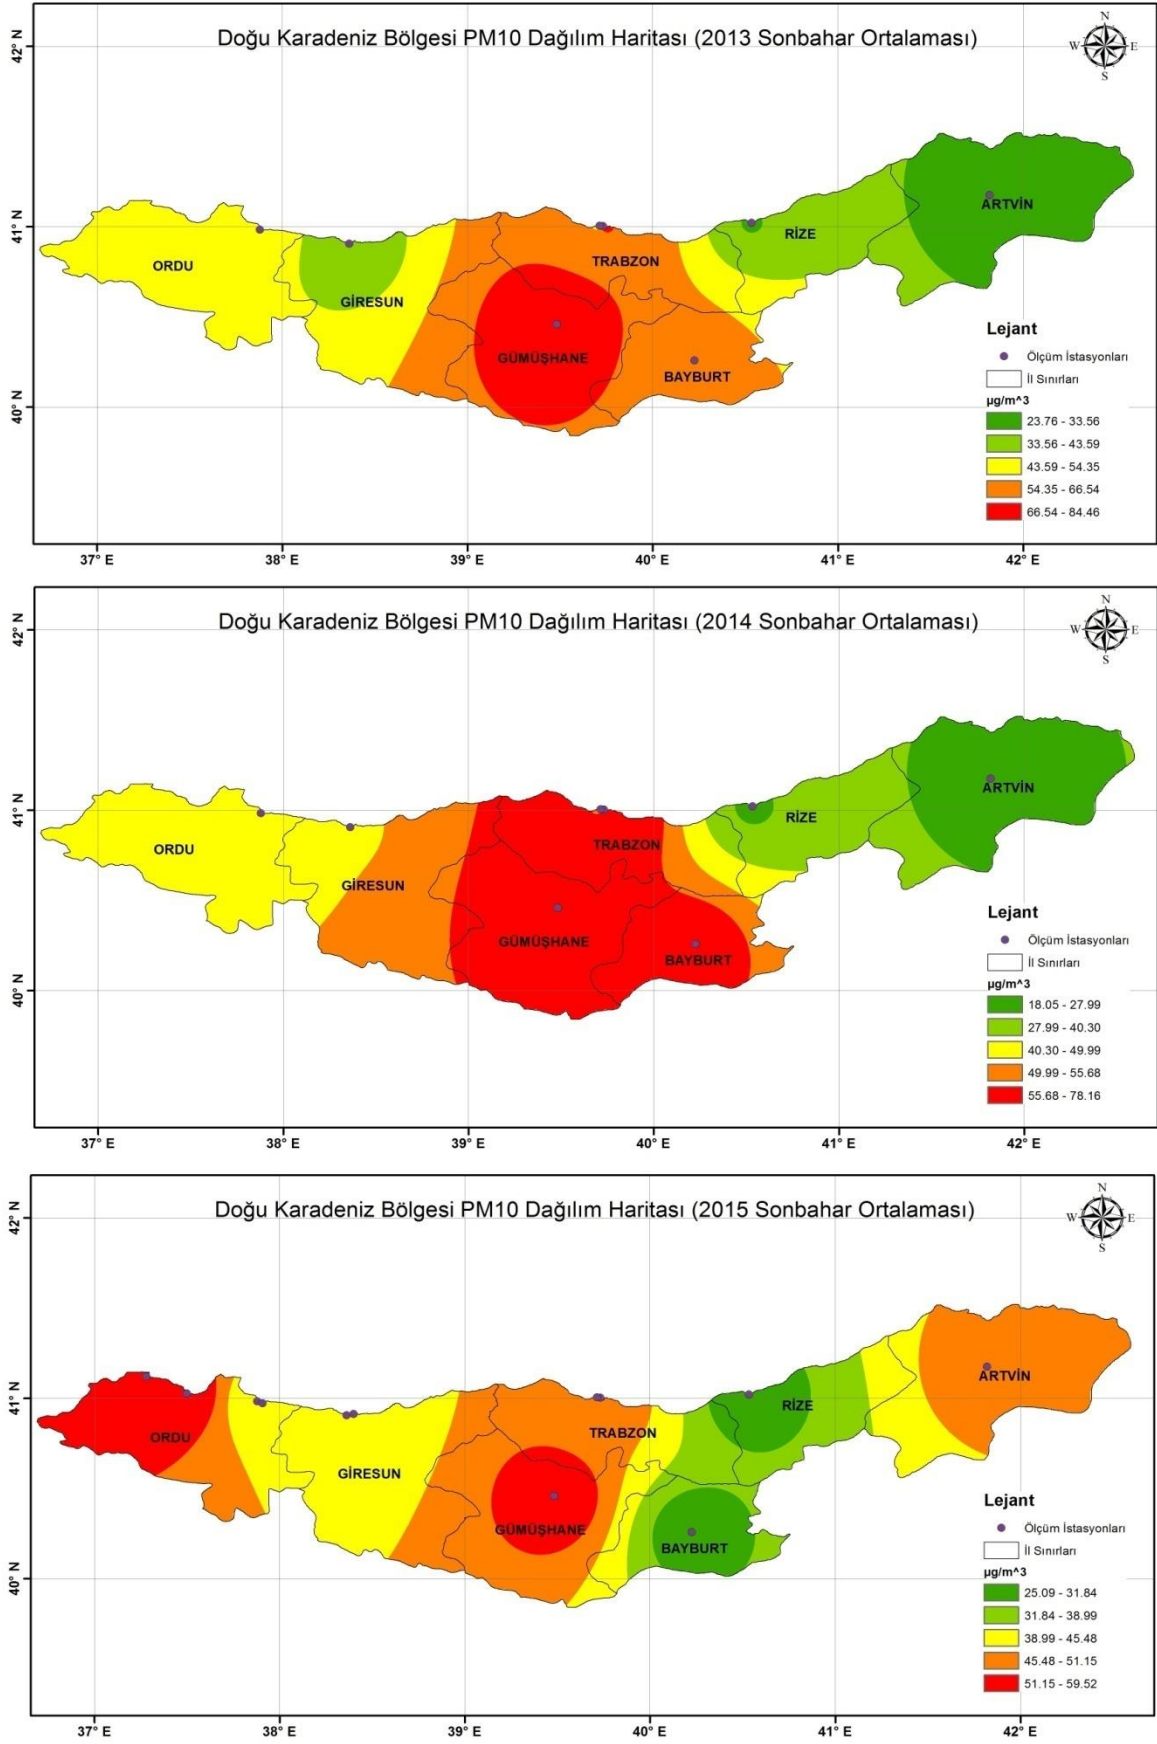 Doğu Karadeniz Bölgesi PM10 Dağılım Haritası (2013 Sonbahar Ortalaması)
N
W E
S
42° N
41° N
40° N
ORDU
GİRESUN
TRABZON
GÜMÜŞHANE
BAYBURT
RİZE
ARTVİN
Lejant
Ölçüm İstasyonları
İl Sınırları
µg/m^3
23.76 - 33.56
33.56 - 43.59
43.59 - 54.35
54.35 - 66.54
66.54 - 84.46
37° E 38° E 39° E 40° E 41° E 42° E
Doğu Karadeniz Bölgesi PM10 Dağılım Haritası (2014 Sonbahar Ortalaması)
N
W E
S
42° N
41° N
40° N
ORDU
GİRESUN
TRABZON
GÜMÜŞHANE
BAYBURT
RİZE
ARTVİN
Lejant
Ölçüm İstasyonları
İl Sınırları
µg/m^3
18.05 - 27.99
27.99 - 40.30
40.30 - 49.99
49.99 - 55.68
55.68 - 78.16
37° E 38° E 39° E 40° E 41° E 42° E
Doğu Karadeniz Bölgesi PM10 Dağılım Haritası (2015 Sonbahar Ortalaması)
N
W E
S
42° N
41° N
40° N
ORDU
GİRESUN
TRABZON
GÜMÜŞHANE
BAYBURT
RİZE
ARTVİN
Lejant
Ölçüm İstasyonları
İl Sınırları
µg/m^3
25.09 - 31.84
31.84 - 38.99
38.99 - 45.48
45.48 - 51.15
51.15 - 59.52
37° E 38° E 39° E 40° E 41° E 42° E